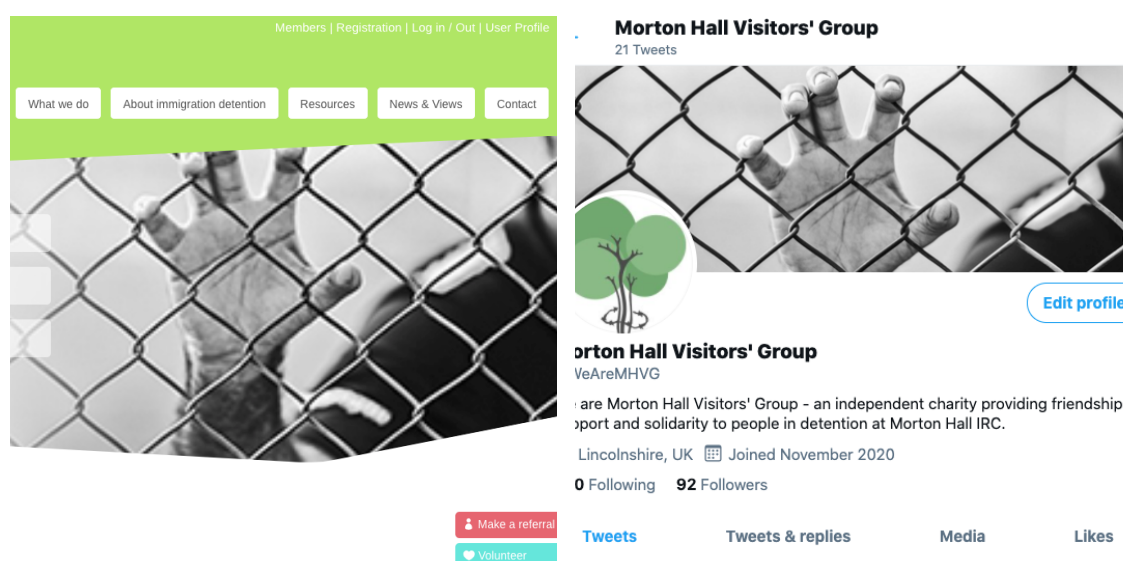 Members | Registration | Log in / Out | User Profile
What we do
About immigration detention
Resources
News & Views
Contact
Make a referral
Volunteer
Morton Hall Visitors' Group
21 Tweets
Edit profile
orton Hall Visitors' Group
WeAreMHVG
are Morton Hall Visitors' Group - an independent charity providing friendship
pport and solidarity to people in detention at Morton Hall IRC.
Lincolnshire, UK Joined November 2020
0 Following 92 Followers
Tweets Tweets & replies Media Likes